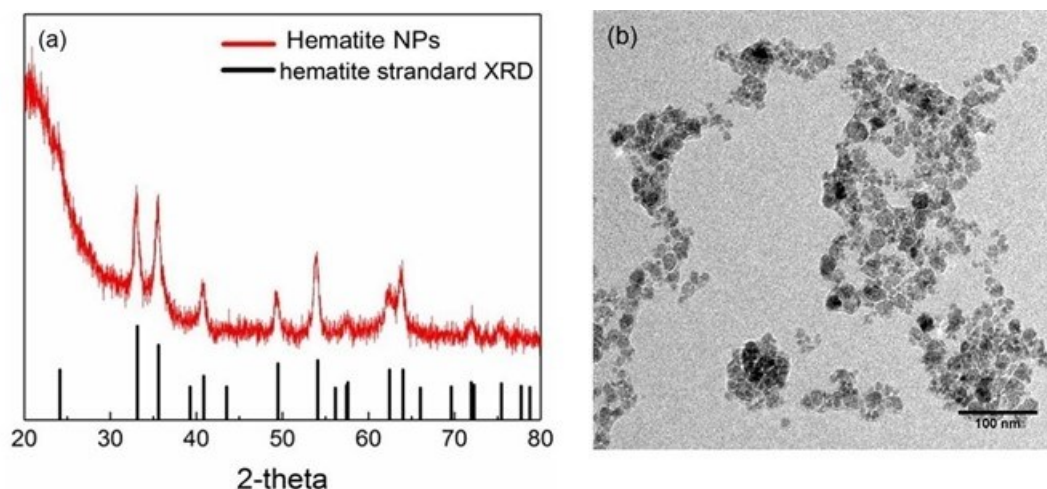 (a)
Hematite NPs
hematite strandard XRD
20 30 40 50 60 70 80
2-theta
(b)
100 nm